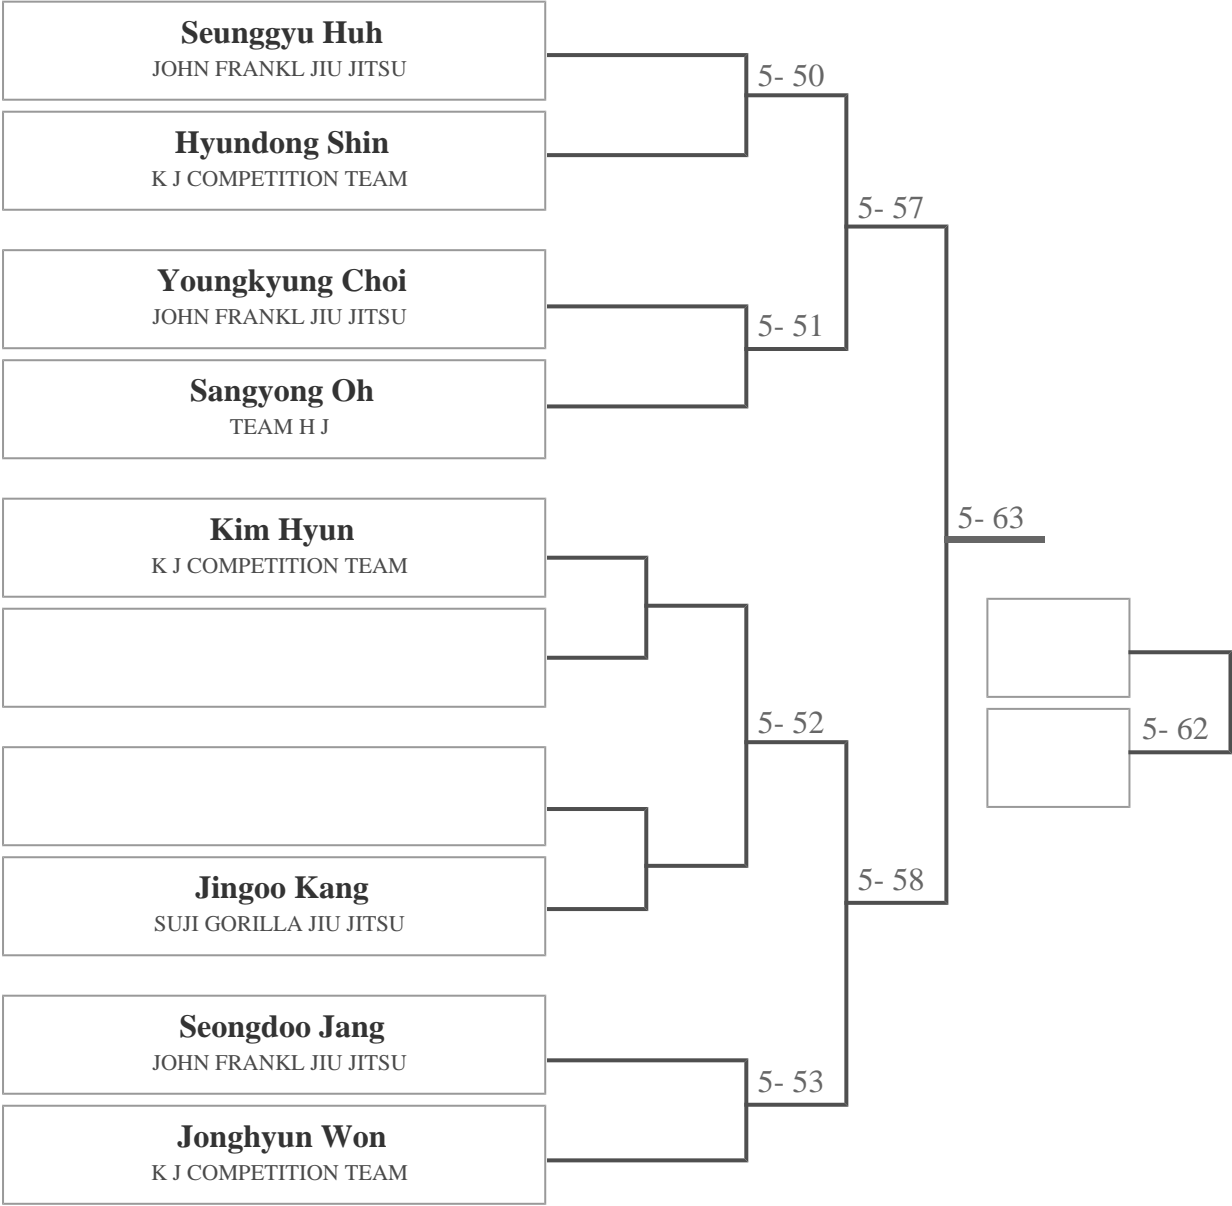 Seunggyu Huh
JOHN FRANKL JIU JITSU
5- 50
Hyundong Shin
K J COMPETITION TEAM
5- 57
Youngkyung Choi
JOHN FRANKL JIU JITSU
5- 51
Sangyong Oh
TEAM H J
Kim Hyun
K J COMPETITION TEAM
5- 63
5- 52
5- 62
Jingoo Kang
SUJI GORILLA JIU JITSU
5- 58
Seongdoo Jang
JOHN FRANKL JIU JITSU
5- 53
Jonghyun Won
K J COMPETITION TEAM